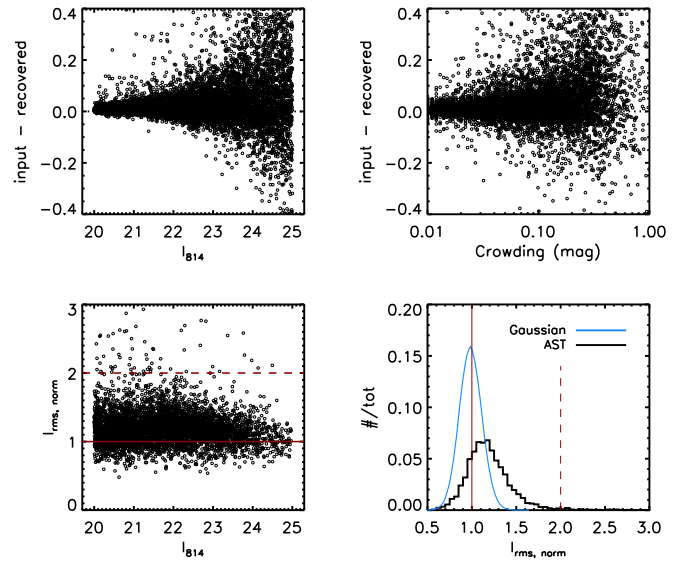 input – recovered
0.4
0.2
0.0
−0.2
−0.4
20 21 22 23 24 25
I814
input – recovered
0.4
0.2
0.0
−0.2
−0.4
0.01 0.10 1.00
Crowding (mag)
Irms, norm
3
2
1
0
20 21 22 23 24 25
I814
#/tot
0.20
0.15
0.10
0.05
0.00
Gaussian
AST
0.5 1.0 1.5 2.0 2.5 3.0
Irms, norm